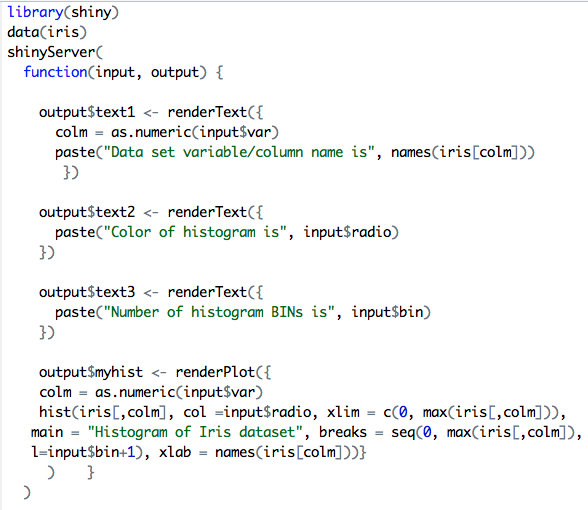 library(shiny)
data(iris)
shinyServer(
  function(input, output) {

    output$text1 <- renderText({
      colm = as.numeric(input$var)
      paste("Data set variable/column name is", names(iris[colm]))
       })

    output$text2 <- renderText({
      paste("Color of histogram is", input$radio)
    })

    output$text3 <- renderText({
      paste("Number of histogram BINs is", input$bin)
    })

    output$myhist <- renderPlot({
    colm = as.numeric(input$var)
    hist(iris[,colm], col =input$radio, xlim = c(0, max(iris[,colm])),
   main = "Histogram of Iris dataset", breaks = seq(0, max(iris[,colm]),
   l=input$bin+1), xlab = names(iris[colm]))}
     )    }
  )